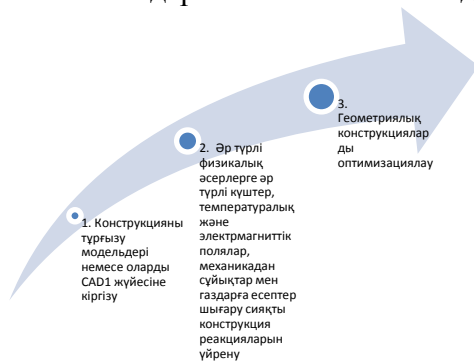 1. Конструкцияны
тұрғызу
модельдері
немесе оларды
CAD1 жүйесіне
кіргізу
2. Әр түрлі
физикалық
әсерлерге әр
түрлі күштер,
температуралық
және
электрмагниттік
полялар,
механикадан
сұйықтар мен
газдарға есептер
шығару сияқты
конструкция
реакцияларын
үйрену
3.
Геометриялық
конструкциялар
ды
оптимизациялау